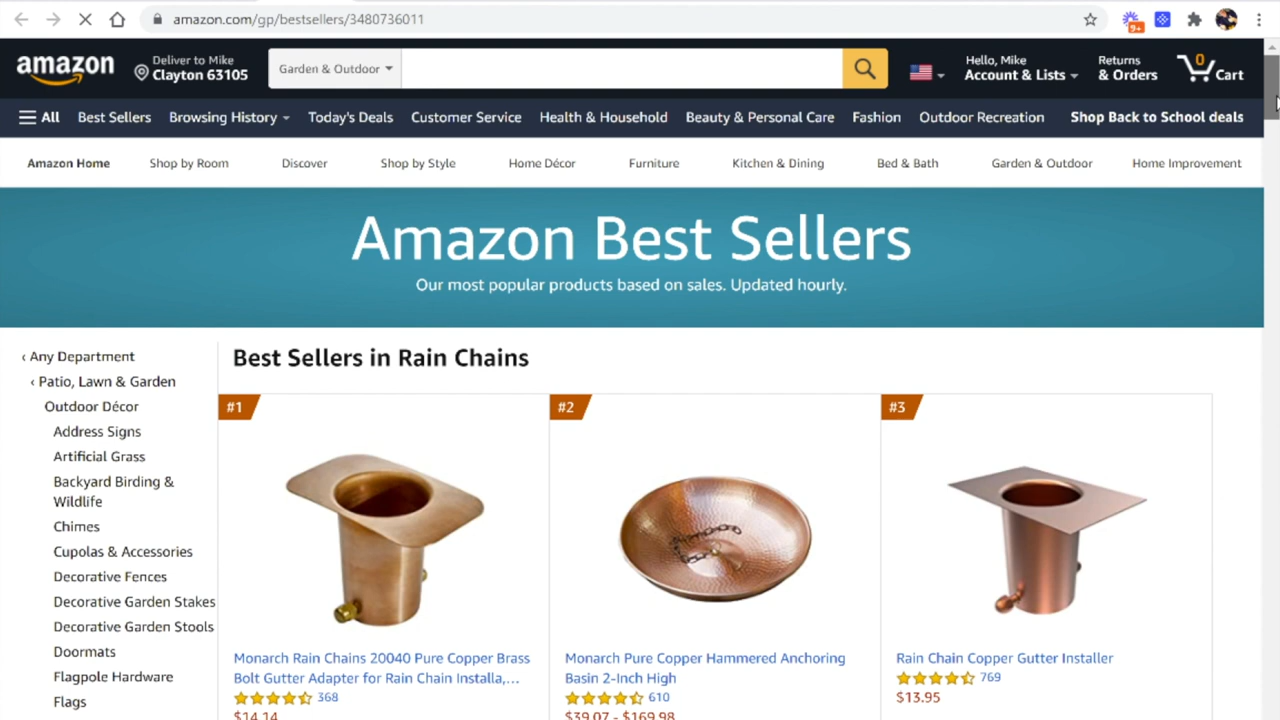 amazon.com/gp/bestsellers/3480736011
9+
amazon
Deliver to Mike
Clayton 63105
Garden & Outdoor
Hello, Mike
Account & Lists
Returns
& Orders
0
Cart
All
Best Sellers
Browsing History
Today's Deals
Customer Service
Health & Household
Beauty & Personal Care
Fashion
Outdoor Recreation
Shop Back to School deals
Amazon Home
Shop by Room
Discover
Shop by Style
Home Décor
Furniture
Kitchen & Dining
Bed & Bath
Garden & Outdoor
Home Improvement
Amazon Best Sellers
Our most popular products based on sales. Updated hourly.
‹ Any Department
‹ Patio, Lawn & Garden
Outdoor Décor
Address Signs
Artificial Grass
Backyard Birding &
Wildlife
Chimes
Cupolas & Accessories
Decorative Fences
Decorative Garden Stakes
Decorative Garden Stools
Doormats
Flagpole Hardware
Flags
Best Sellers in Rain Chains
#1
Monarch Rain Chains 20040 Pure Copper Brass
Bolt Gutter Adapter for Rain Chain Installa,...
368
$14.14
#2
Monarch Pure Copper Hammered Anchoring
Basin 2-Inch High
610
$39.07 - $169.98
#3
Rain Chain Copper Gutter Installer
769
$13.95